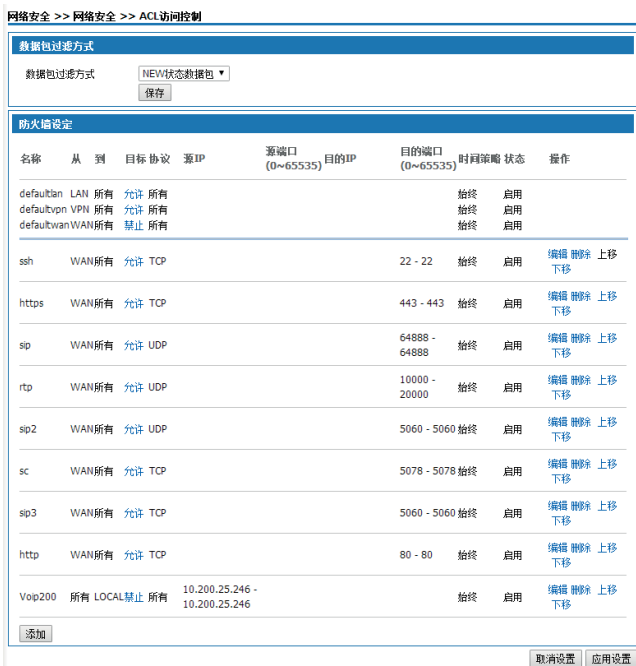 网络安全 >> 网络安全 >> ACL访问控制
数据包过滤方式
数据包过滤方式 NEW状态数据包
保存
防火墙设定
名称 从 到 目标 协议 源IP 源端口 (0~65535) 目的IP 目的端口 (0~65535) 时间策略 状态 操作
defaultlan LAN 所有 允许 所有 始终 启用
defaultvpn VPN 所有 允许 所有 始终 启用
defaultwan WAN 所有 禁止 所有 始终 启用
ssh WAN 所有 允许 TCP 22 - 22 始终 启用 编辑 删除 上移 下移
https WAN 所有 允许 TCP 443 - 443 始终 启用 编辑 删除 上移 下移
sip WAN 所有 允许 UDP 64888 - 64888 始终 启用 编辑 删除 上移 下移
rtp WAN 所有 允许 UDP 10000 - 20000 始终 启用 编辑 删除 上移 下移
sip2 WAN 所有 允许 UDP 5060 - 5060 始终 启用 编辑 删除 上移 下移
sc WAN 所有 允许 TCP 5078 - 5078 始终 启用 编辑 删除 上移 下移
sip3 WAN 所有 允许 TCP 5060 - 5060 始终 启用 编辑 删除 上移 下移
http WAN 所有 允许 TCP 80 - 80 始终 启用 编辑 删除 上移 下移
Voip200 所有 LOCAL 禁止 所有 10.200.25.246 - 10.200.25.246 始终 启用 编辑 删除 上移 下移
添加
取消设置 应用设置